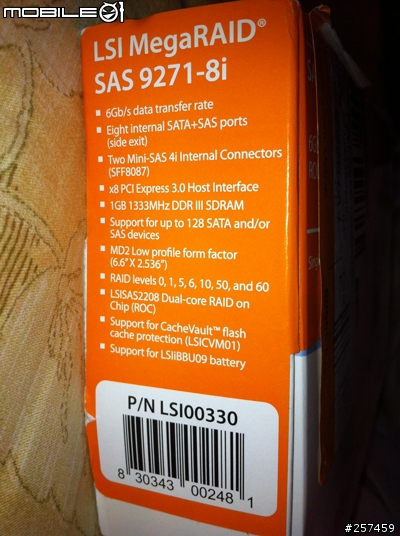 MOBILE01
LSI MegaRAID®
SAS 9271-8i
6Gb/s data transfer rate
Eight internal SATA+SAS ports
(side exit)
Two Mini-SAS 4i Internal Connectors
(SFF8087)
x8 PCI Express 3.0 Host Interface
1GB 1333MHz DDR III SDRAM
Support for up to 128 SATA and/or
SAS devices
MD2 Low profile form factor
(6.6" X 2.536")
RAID levels 0, 1, 5, 6, 10, 50, and 60
LSISAS2208 Dual-core RAID on
Chip (ROC)
Support for CacheVault™ flash
cache protection (LSICVM01)
Support for LSIiBBU09 battery
P/N LSI00330
8 30343 00248 1
#257459